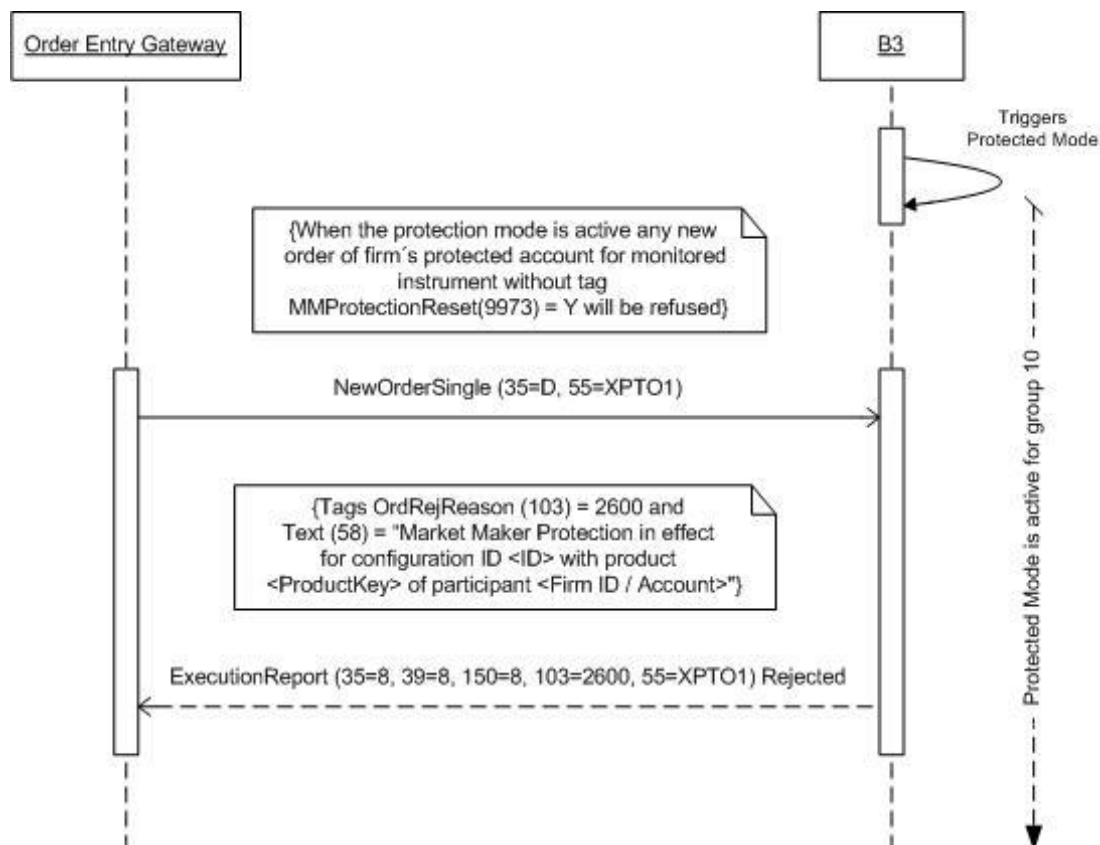 Order Entry Gateway
B3
Triggers
Protected Mode
{When the protection mode is active any new
order of firm´s protected account for monitored
instrument without tag
MMProtectionReset(9973) = Y will be refused}
NewOrderSingle (35=D, 55=XPTO1)
{Tags OrdRejReason (103) = 2600 and
Text (58) = "Market Maker Protection in effect
for configuration ID <ID> with product
<ProductKey> of participant <Firm ID / Account>"}
ExecutionReport (35=8, 39=8, 150=8, 103=2600, 55=XPTO1) Rejected
Protected Mode is active for group 10